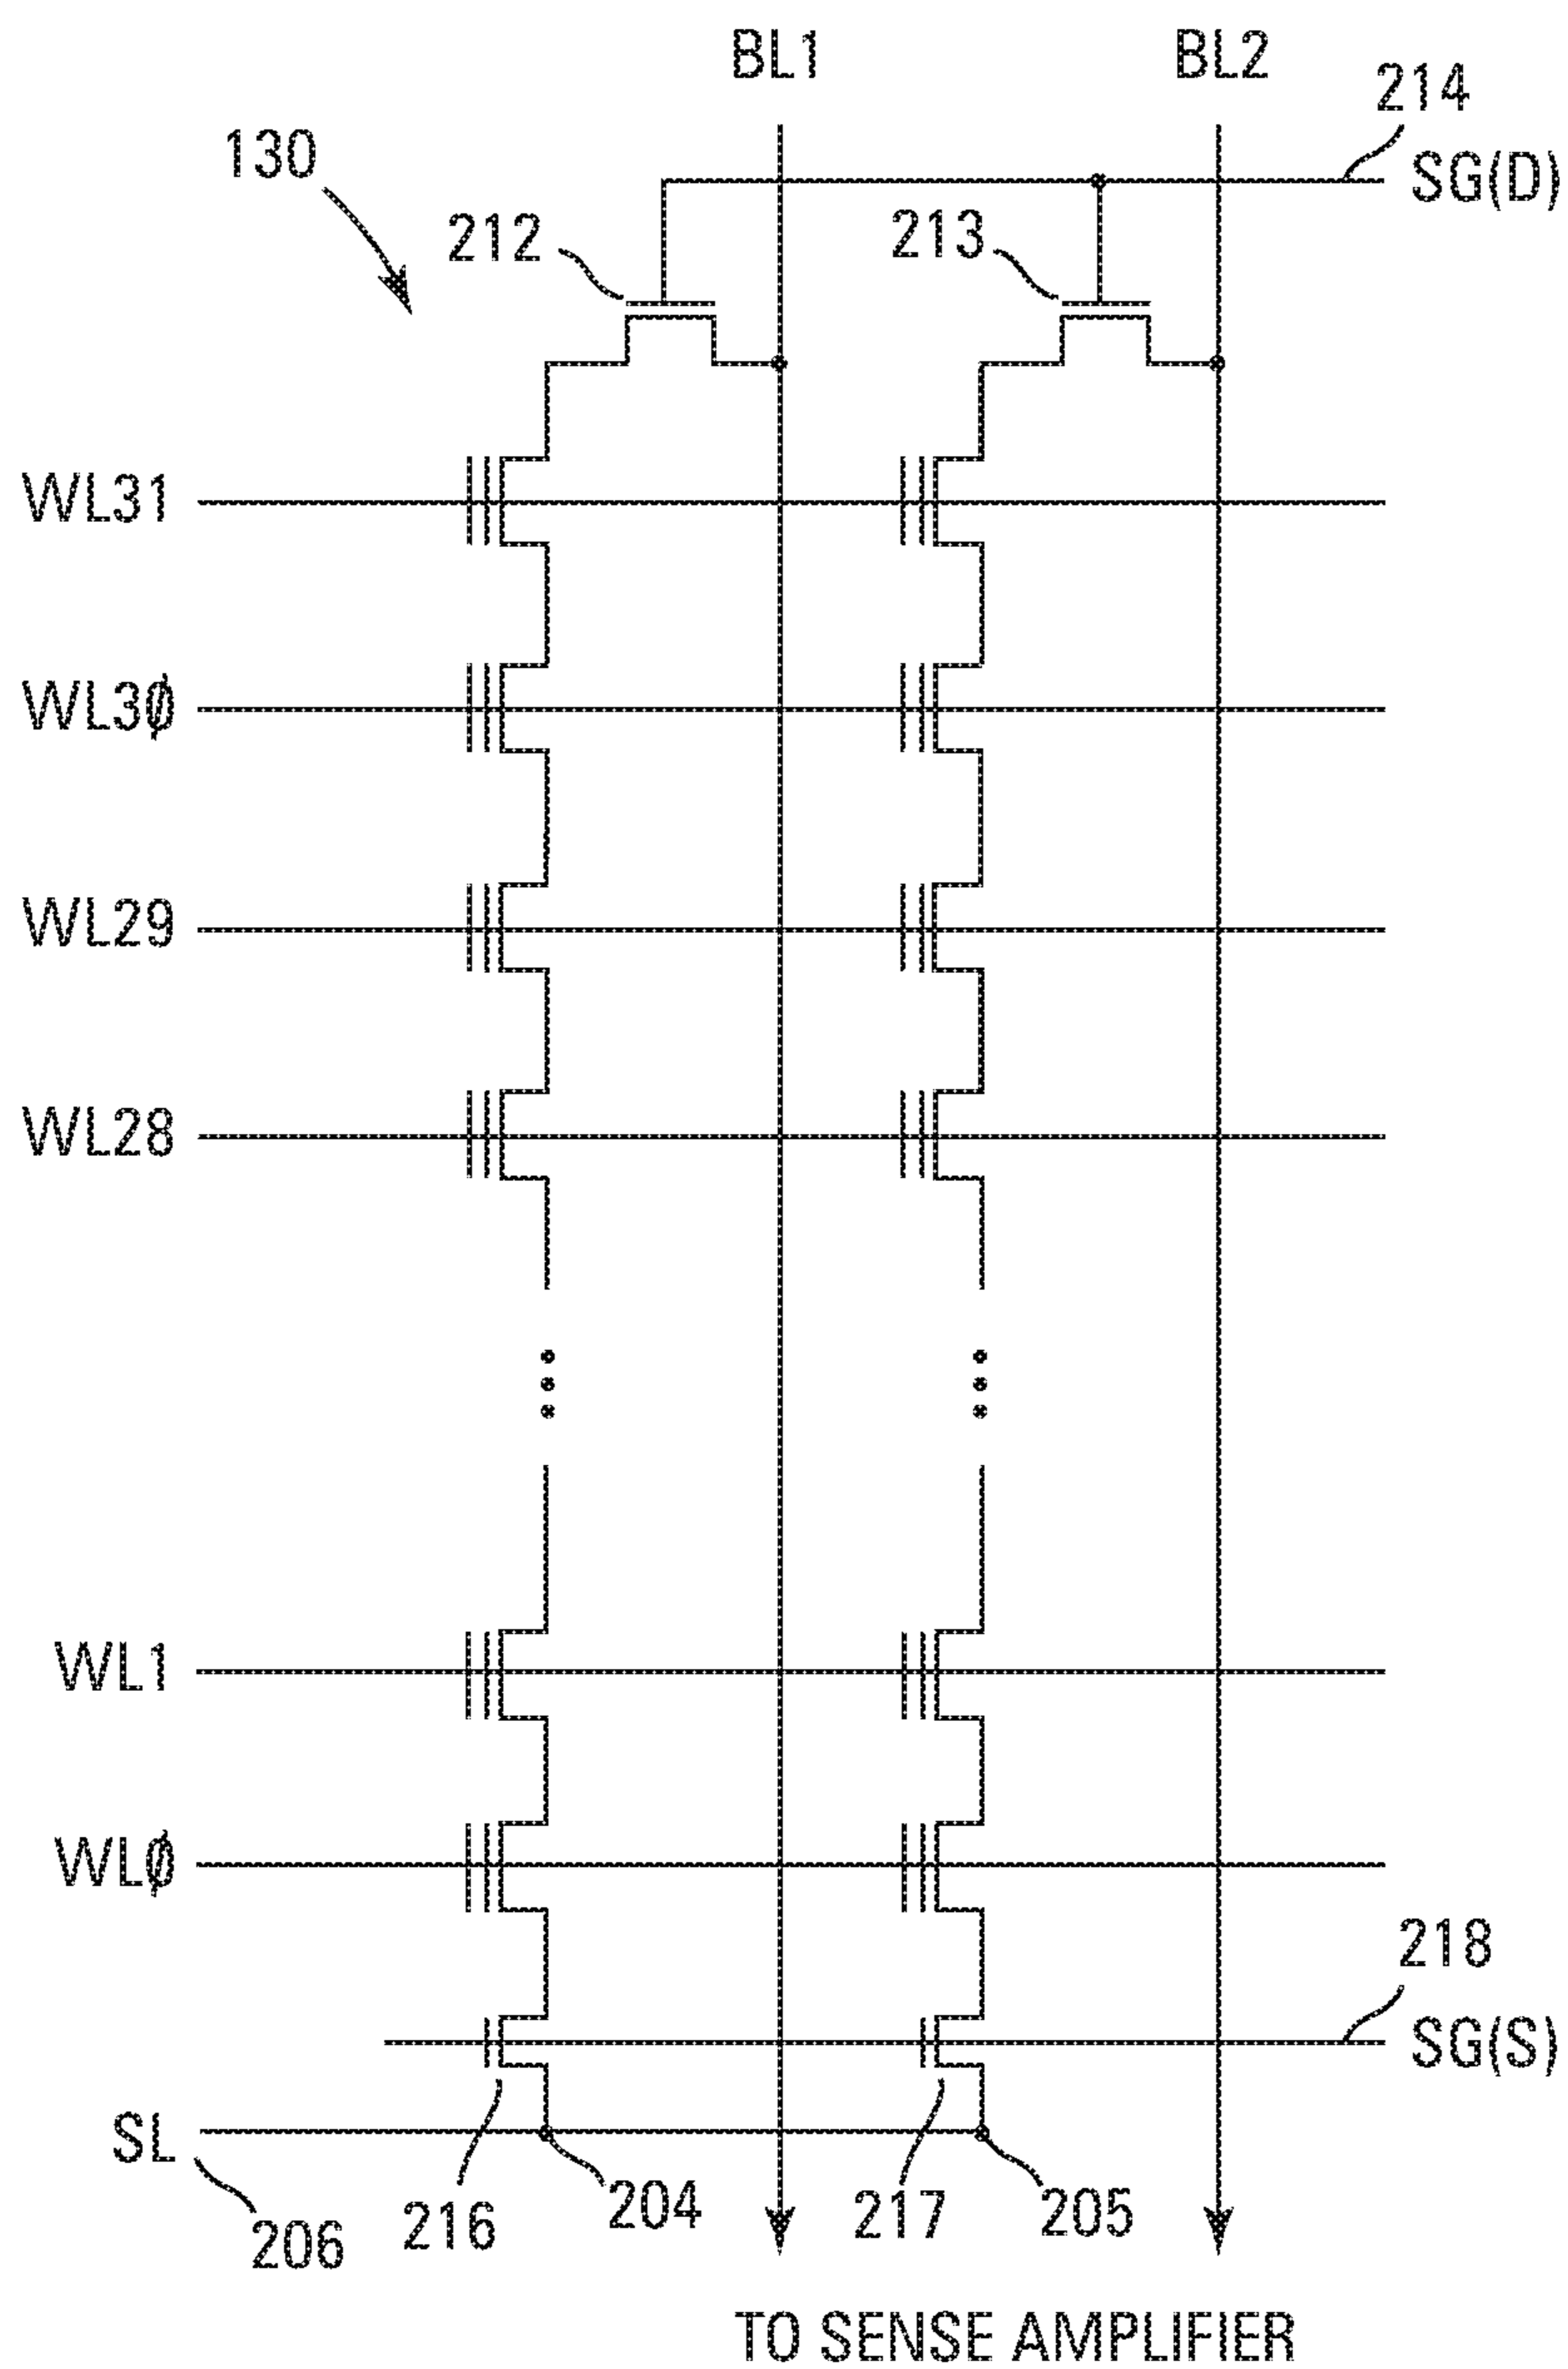 BL1
BL2
214
SG(D)
130
212
213
WL31
WL3Ø
WL29
WL28
WL1
WLØ
218
SG(S)
SL
206
216
204
217
205
TO SENSE AMPLIFIER